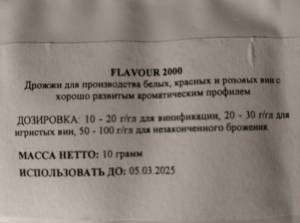 FLAVOUR 2000
Дрожжи для производства белых, красных и розовых вин с
хорошо развитым ароматическим профилем
ДОЗИРОВКА: 10 - 20 г/гл для винификации, 20 - 30 г/гл для
игристых вин, 50 - 100 г/гл для незаконченного брожения.
МАССА НЕТТО: 10 грамм
ИСПОЛЬЗОВАТЬ ДО: 05.03.2025